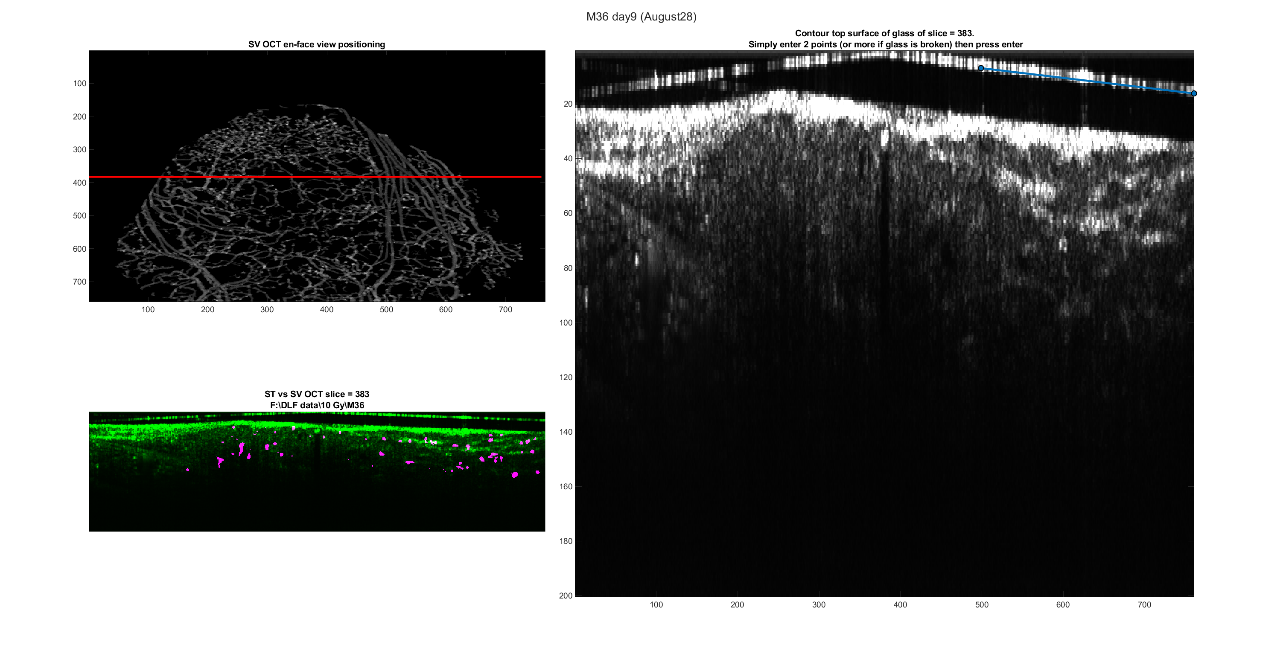 M36 day9 (August28)
SV OCT en-face view positioning
100
200
300
400
500
600
700
100 200 300 400 500 600 700
ST vs SV OCT slice = 383
F:\DLF data\10 Gy\M36
Contour top surface of glass of slice = 383.
Simply enter 2 points (or more if glass is broken) then press enter
20
40
60
80
100
120
140
160
180
200
100 200 300 400 500 600 700